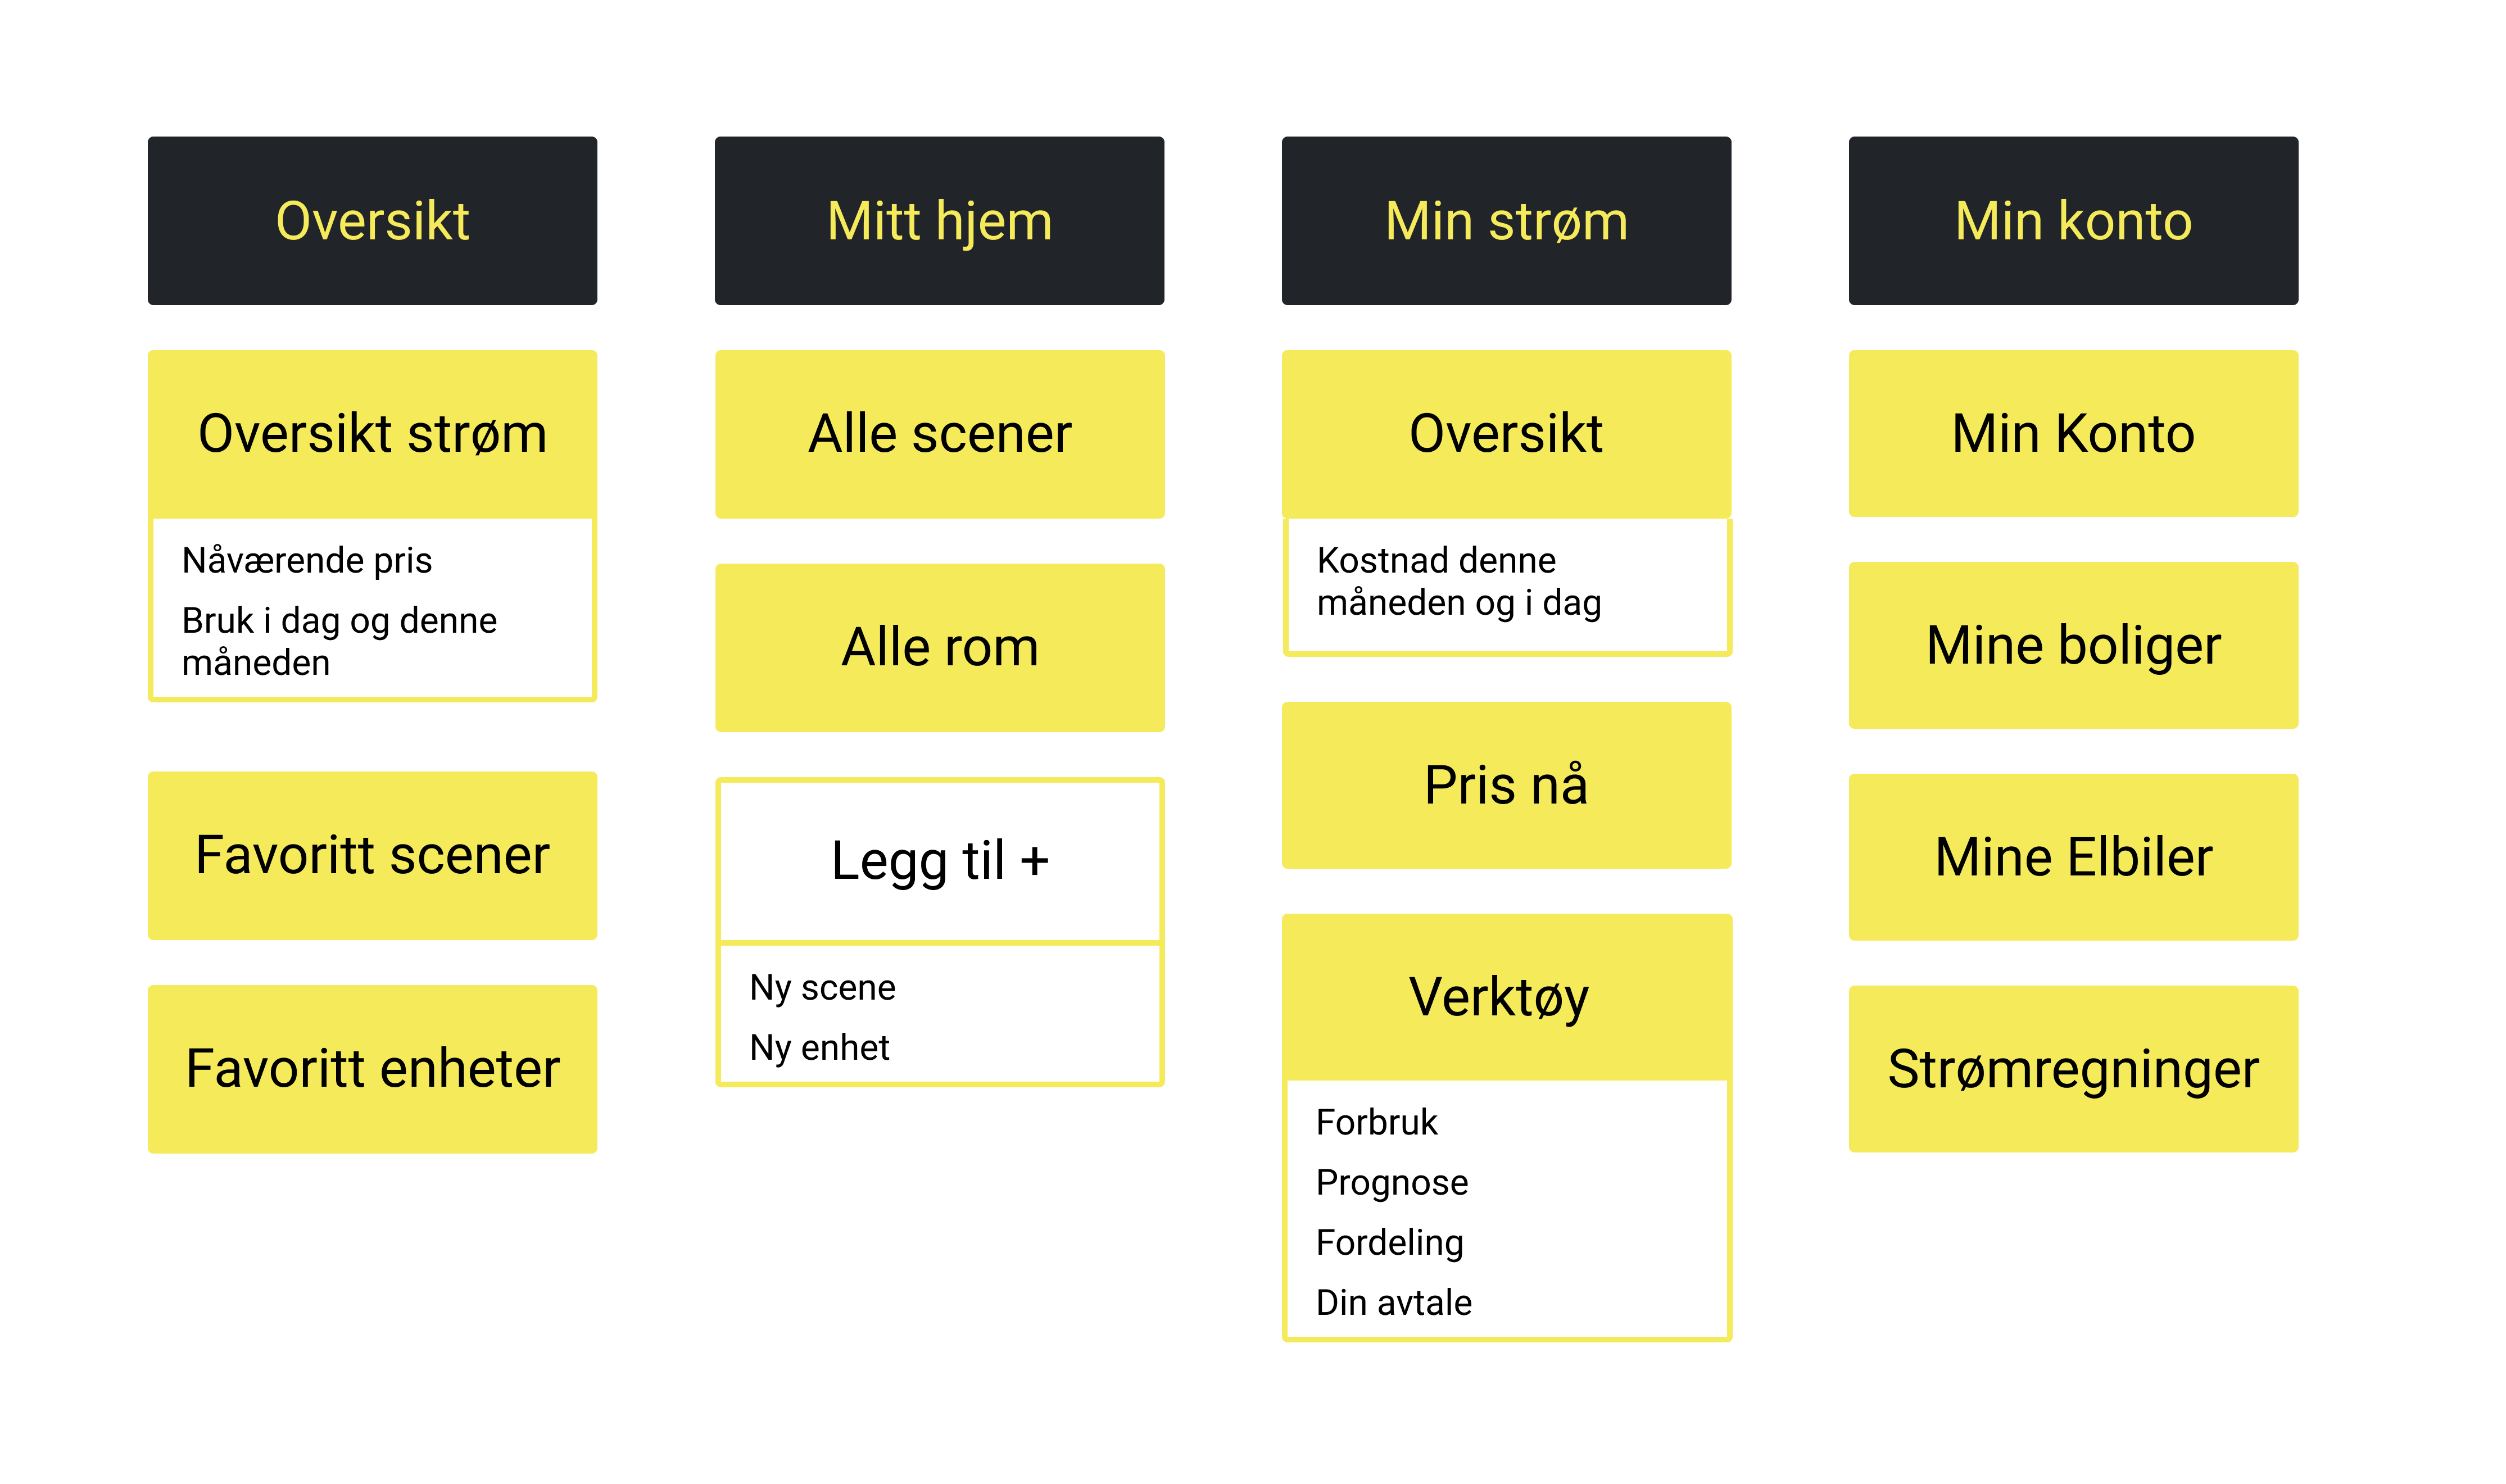 Oversikt
Oversikt strøm
Nåværende pris
Bruk i dag og denne
måneden
Favoritt scener
Favoritt enheter
Mitt hjem
Alle scener
Alle rom
Legg til +
Ny scene
Ny enhet
Min strøm
Oversikt
Kostnad denne
måneden og i dag
Pris nå
Verktøy
Forbruk
Prognose
Fordeling
Din avtale
Min konto
Min Konto
Mine boliger
Mine Elbiler
Strømregninger